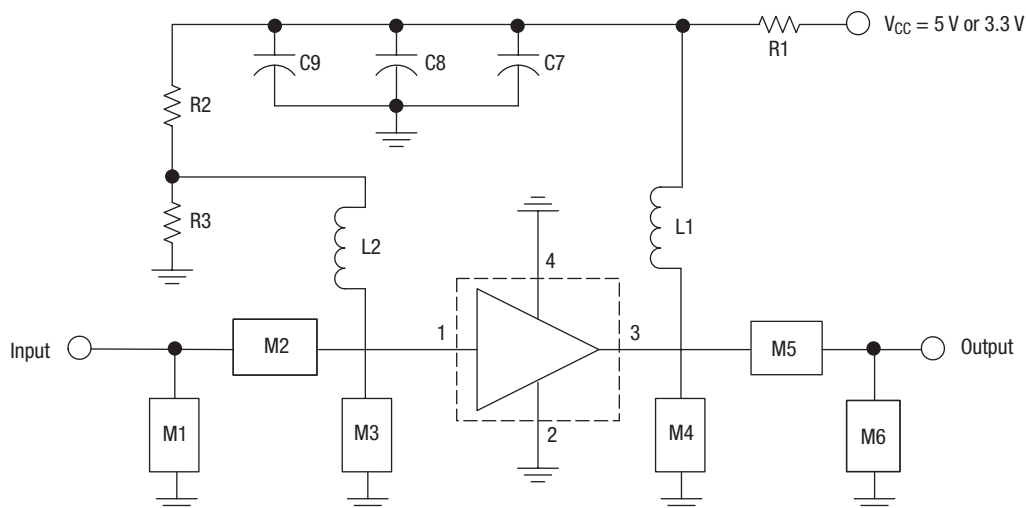 V_CC = 5 V or 3.3 V
R1
C9
C8
C7
R2
R3
L2
L1
4
Input
M2
1
3
M5
Output
M1
M3
2
M4
M6